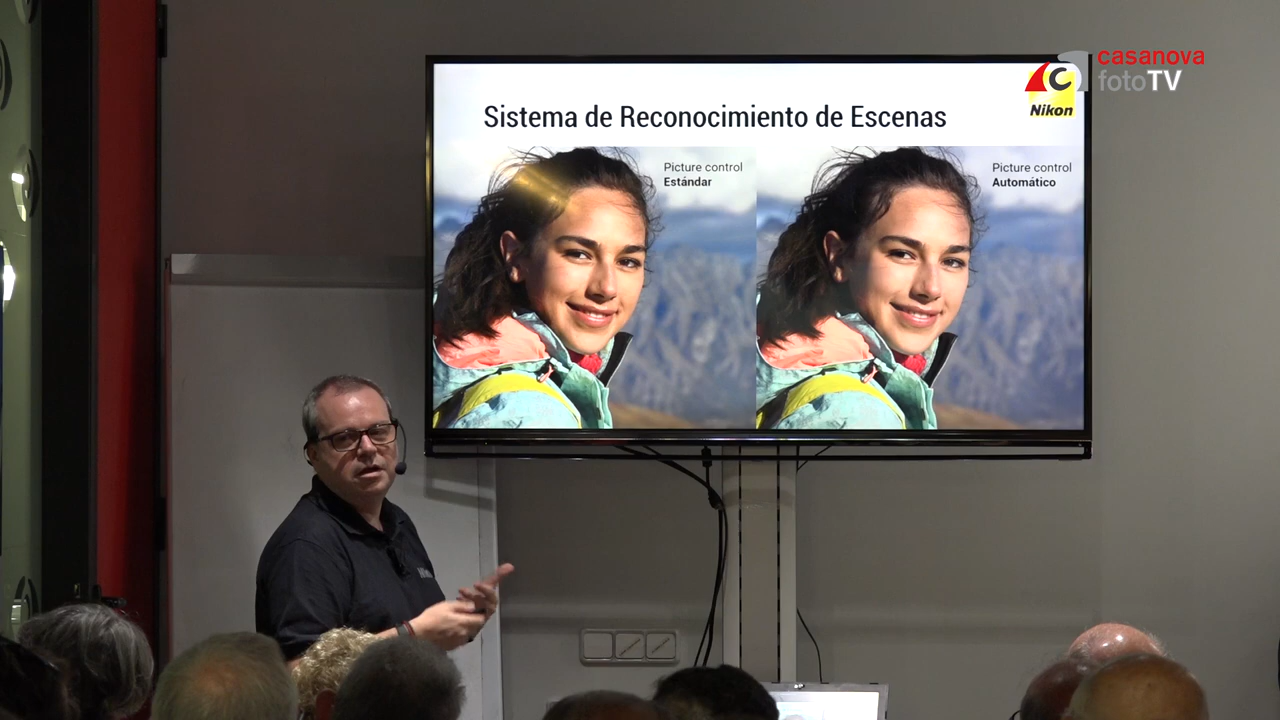 casanova
fotoTV
Nikon
Sistema de Reconocimiento de Escenas
Picture control
Estándar
Picture control
Automático